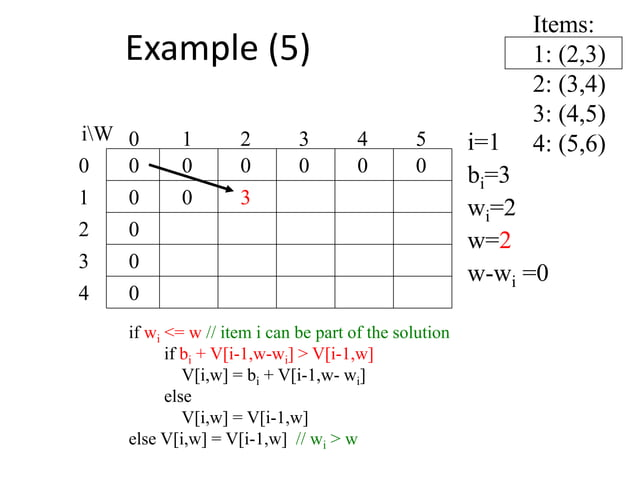 Example (5)
Items:
1: (2,3)
2: (3,4)
3: (4,5)
4: (5,6)
i\W 0 1 2 3 4 5
0 0 0 0 0 0 0
1 0 0 3
2 0
3 0
4 0
i=1
bi=3
wi=2
w=2
w-wi =0
if wi <= w // item i can be part of the solution
if bi + V[i-1,w-wi] > V[i-1,w]
V[i,w] = bi + V[i-1,w- wi]
else
V[i,w] = V[i-1,w]
else V[i,w] = V[i-1,w] // wi > w